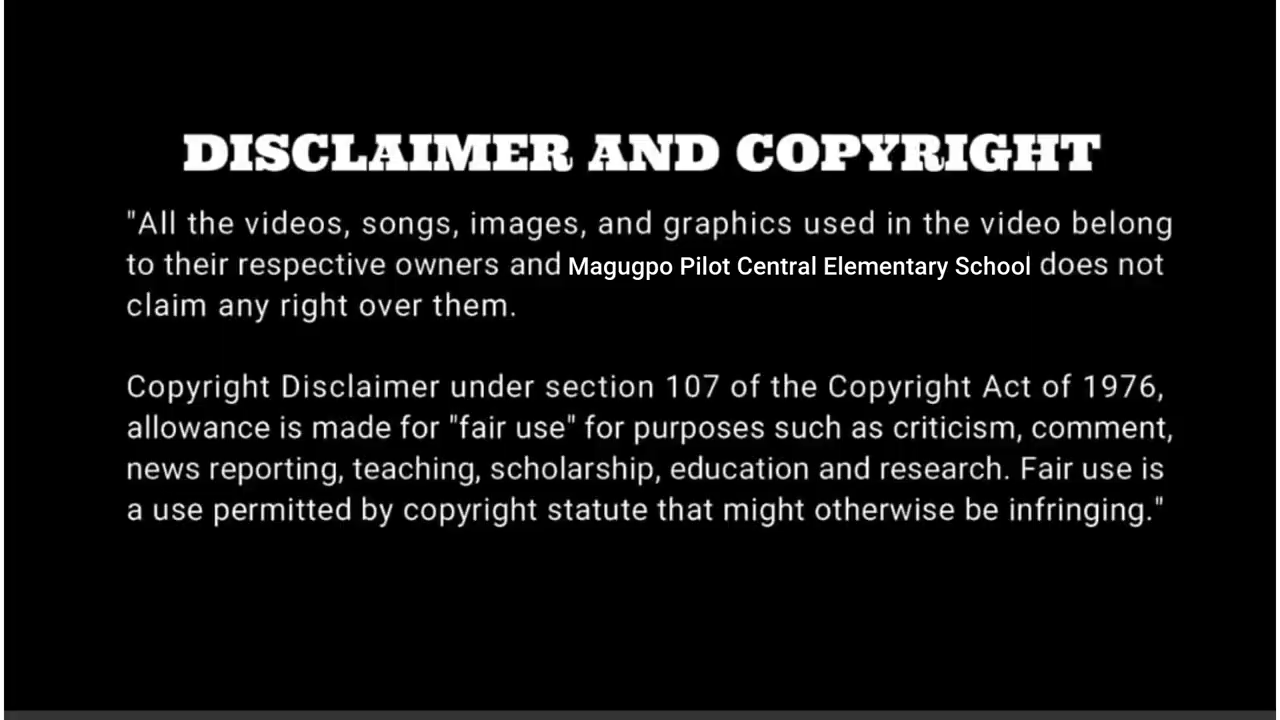 DISCLAIMER AND COPYRIGHT
"All the videos, songs, images, and graphics used in the video belong
to their respective owners and Magugpo Pilot Central Elementary School does not
claim any right over them.
Copyright Disclaimer under section 107 of the Copyright Act of 1976,
allowance is made for "fair use" for purposes such as criticism, comment,
news reporting, teaching, scholarship, education and research. Fair use is
a use permitted by copyright statute that might otherwise be infringing."